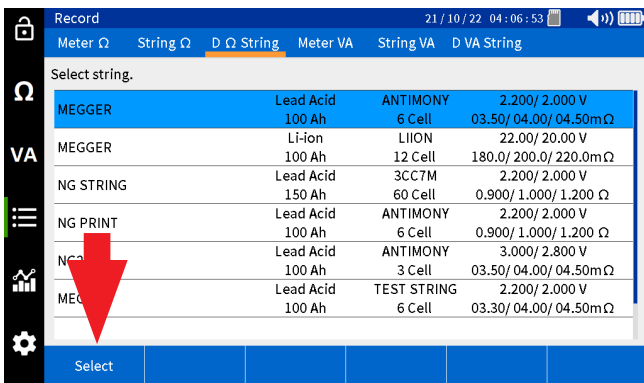 Record 21/10/22 04:06:53
Meter Ω String Ω D Ω String Meter VA String VA D VA String
Select string.
Ω
VA
MEGGER Lead Acid ANTIMONY 2.200/ 2.000 V
100 Ah 6 Cell 03.50/ 04.00/ 04.50mΩ
MEGGER Li-ion LIION 22.00/ 20.00 V
100 Ah 12 Cell 180.0/ 200.0/ 220.0mΩ
NG STRING Lead Acid 3CC7M 2.200/ 2.000 V
150 Ah 60 Cell 0.900/ 1.000/ 1.200 Ω
NG PRINT Lead Acid ANTIMONY 2.200/ 2.000 V
100 Ah 6 Cell 0.900/ 1.000/ 1.200 Ω
Lead Acid ANTIMONY 3.000/ 2.800 V
100 Ah 3 Cell 03.50/ 04.00/ 04.50mΩ
Lead Acid TEST STRING 2.200/ 2.000 V
100 Ah 6 Cell 03.30/ 04.00/ 04.50mΩ
Select